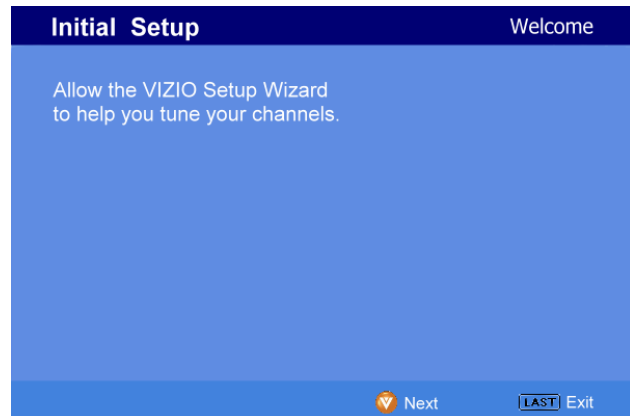 Initial Setup
Welcome
Allow the VIZIO Setup Wizard
to help you tune your channels.
V Next
LAST Exit